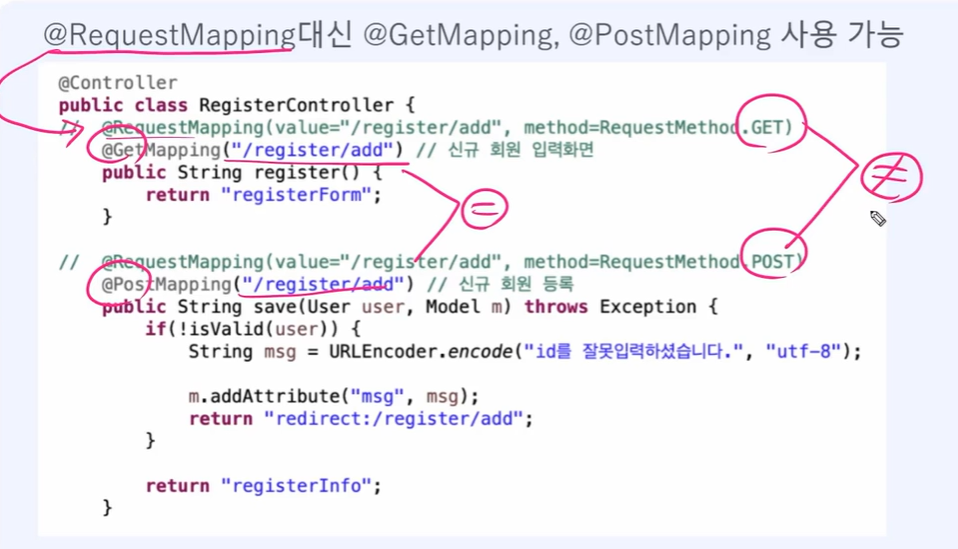 @RequestMapping대신 @GetMapping, @PostMapping 사용 가능
@Controller
public class RegisterController {
//  @RequestMapping(value="/register/add", method=RequestMethod.GET)
    @GetMapping("/register/add") // 신규 회원 입력화면
    public String register() {
        return "registerForm";
    }
=
≠
//  @RequestMapping(value="/register/add", method=RequestMethod.POST)
    @PostMapping("/register/add") // 신규 회원 등록
    public String save(User user, Model m) throws Exception {
        if(!isValid(user)) {
            String msg = URLEncoder.encode("id를 잘못입력하셨습니다.", "utf-8");
            m.addAttribute("msg", msg);
            return "redirect:/register/add";
        }
        return "registerInfo";
    }